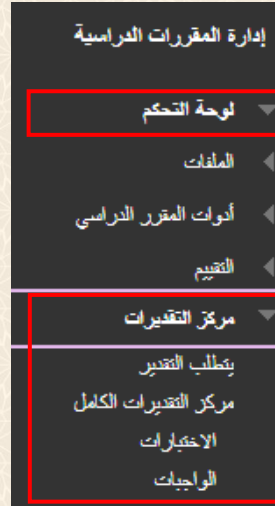 إدارة المقررات الدراسية
لوحة التحكم
الملفات
أدوات المقرر الدراسي
التقييم
مركز التقديرات
يتطلب التقدير
مركز التقديرات الكامل
الاختبارات
الواجبات